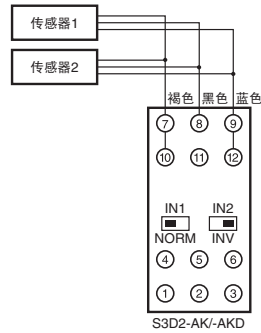 传感器1
传感器2
褐色 黑色 蓝色
⑦ ⑧ ⑨
⑩ ⑪ ⑫
IN1 IN2
NORM INV
④ ⑤ ⑥
① ② ③
S3D2-AK/-AKD